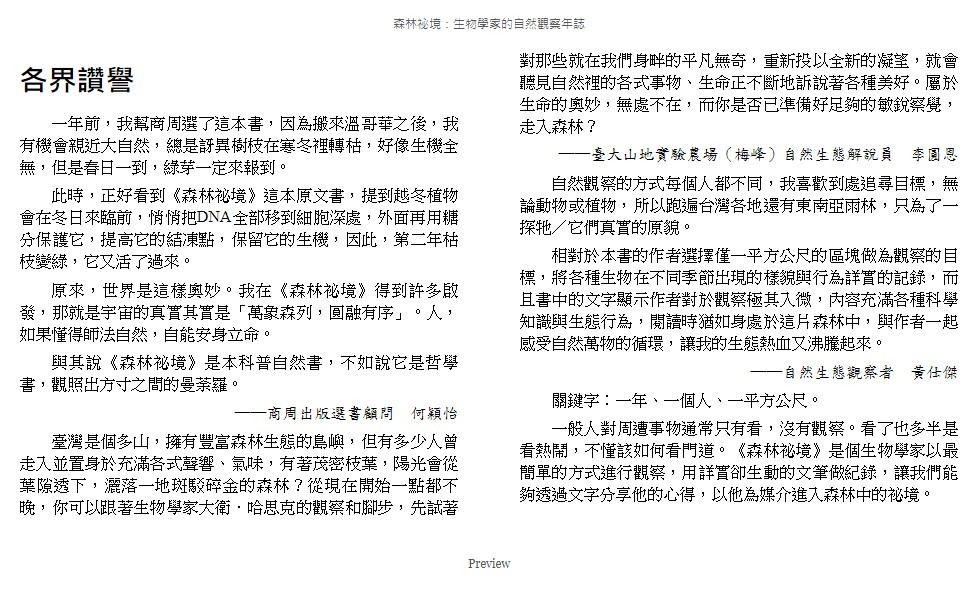 森林祕境：生物學家的自然觀察年誌
各界讚譽
一年前，我幫商周選了這本書，因為搬來溫哥華之後，我
有機會親近大自然，總是訝異樹枝在寒冬裡轉枯，好像生機全
無，但是春日一到，綠芽一定來報到。
此時，正好看到《森林祕境》這本原文書，提到越冬植物
會在冬日來臨前，悄悄把DNA全部移到細胞深處，外面再用糖
分保護它，提高它的結凍點，保留它的生機，因此，第二年枯
枝變綠，它又活了過來。
原來，世界是這樣奧妙。我在《森林祕境》得到許多啟
發，那就是宇宙的真實其實是「萬象森列，圓融有序」。人，
如果懂得師法自然，自能安身立命。
與其說《森林祕境》是本科普自然書，不如說它是哲學
書，觀照出方寸之間的曼荼羅。
——商周出版選書顧問　何穎怡
臺灣是個多山，擁有豐富森林生態的島嶼，但有多少人曾
走入並置身於充滿各式聲響、氣味，有著茂密枝葉，陽光會從
葉隙透下，灑落一地斑駁碎金的森林？從現在開始一點都不
晚，你可以跟著生物學家大衛．哈思克的觀察和腳步，先試著
對那些就在我們身畔的平凡無奇，重新投以全新的凝望，就會
聽見自然裡的各式事物、生命正不斷地訴說著各種美好。屬於
生命的奧妙，無處不在，而你是否已準備好足夠的敏銳察覺，
走入森林？
——臺大山地實驗農場（梅峰）自然生態解說員　李園恩
自然觀察的方式每個人都不同，我喜歡到處追尋目標，無
論動物或植物，所以跑遍台灣各地還有東南亞雨林，只為了一
探牠／它們真實的原貌。
相對於本書的作者選擇僅一平方公尺的區塊做為觀察的目
標，將各種生物在不同季節出現的樣貌與行為詳實的記錄，而
且書中的文字顯示作者對於觀察極其入微，內容充滿各種科學
知識與生態行為，閱讀時猶如身處於這片森林中，與作者一起
感受自然萬物的循環，讓我的生態熱血又沸騰起來。
——自然生態觀察者　黃仕傑
關鍵字：一年、一個人、一平方公尺。
一般人對周遭事物通常只有看，沒有觀察。看了也多半是
看熱鬧，不懂該如何看門道。《森林祕境》是個生物學家以最
簡單的方式進行觀察，用詳實卻生動的文筆做紀錄，讓我們能
夠透過文字分享他的心得，以他為媒介進入森林中的祕境。
Preview